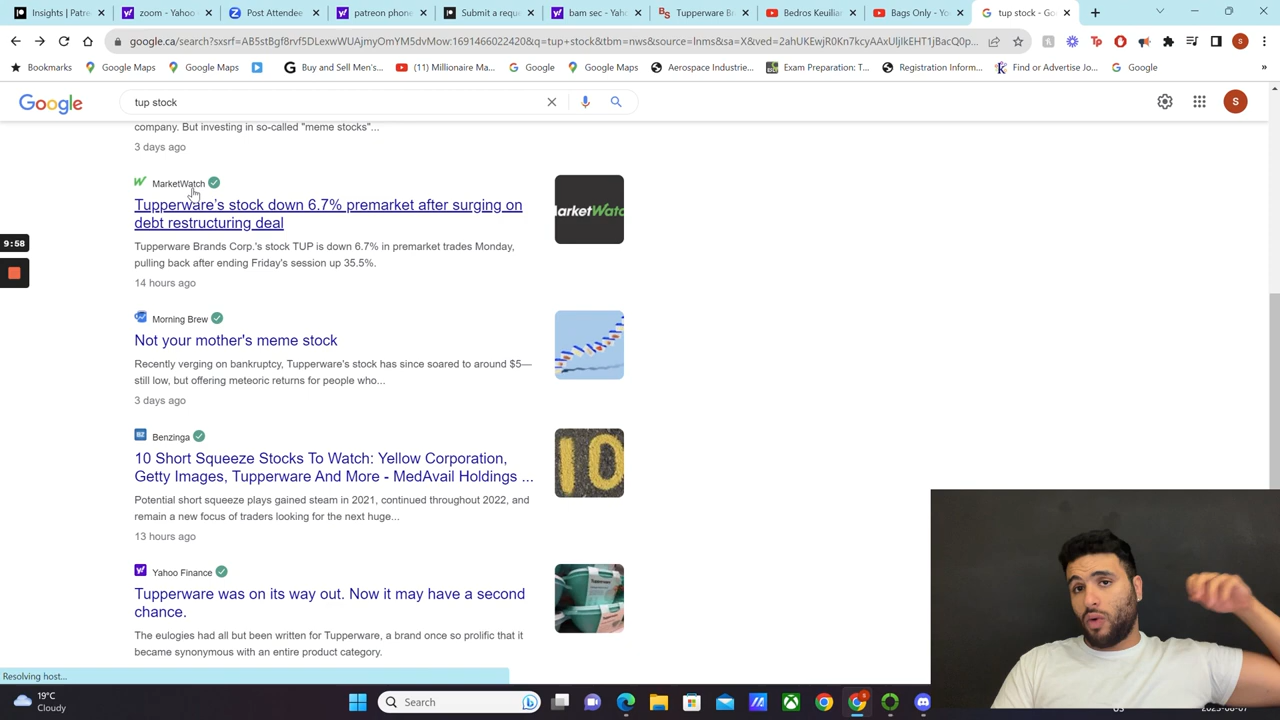 Insights | Patre
zoom - Yahoo
Post Attendee
patreon phone
Submit a requ
bam sec - Yah
Tupperware Br
Bedros Keuilian
Bags Only - Yo
tup stock - Go
google.ca/search?sxsrf=AB5stBgf8rvf5DLexwWUAjmyOmYM5dvMow:1691466022420&q=tup+stock&tbm=nws&source=lnms&sa=X&ved=2ahUKEwjR0Kn7kcyAAxUjlkEHT1jBacQ0p...
Bookmarks
Google Maps
Google Maps
Buy and Sell Men's...
(11) Millionaire Ma...
Google
Google Maps
Aerospace Industrie...
Exam Preparation: T...
Registration Inform...
Find or Advertise Jo...
Google
»
Google
tup stock
S
company. But investing in so-called "meme stocks"...
3 days ago
MarketWatch
Tupperware's stock down 6.7% premarket after surging on
debt restructuring deal
Tupperware Brands Corp.'s stock TUP is down 6.7% in premarket trades Monday,
pulling back after ending Friday's session up 35.5%.
14 hours ago
arketWatc
9:58
Morning Brew
Not your mother's meme stock
Recently verging on bankruptcy, Tupperware's stock has since soared to around $5—
still low, but offering meteoric returns for people who...
3 days ago
BZ
Benzinga
10 Short Squeeze Stocks To Watch: Yellow Corporation,
Getty Images, Tupperware And More - MedAvail Holdings ...
Potential short squeeze plays gained steam in 2021, continued throughout 2022, and
remain a new focus of traders looking for the next huge...
13 hours ago
10
Yahoo Finance
Tupperware was on its way out. Now it may have a second
chance.
The eulogies had all but been written for Tupperware, a brand once so prolific that it
became synonymous with an entire product category.
Resolving host...
19°C
Cloudy
Search